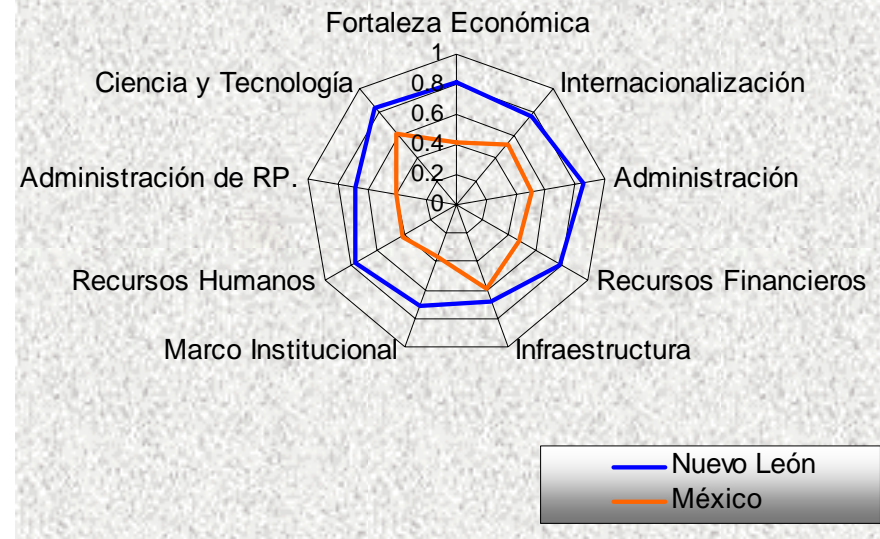 Fortaleza Económica
1
Ciencia y Tecnología
0.8
Internacionalización
0.6
0.4
Administración de RP.
0.2
Administración
0
Recursos Humanos
Recursos Financieros
Marco Institucional
Infraestructura
Nuevo León
México